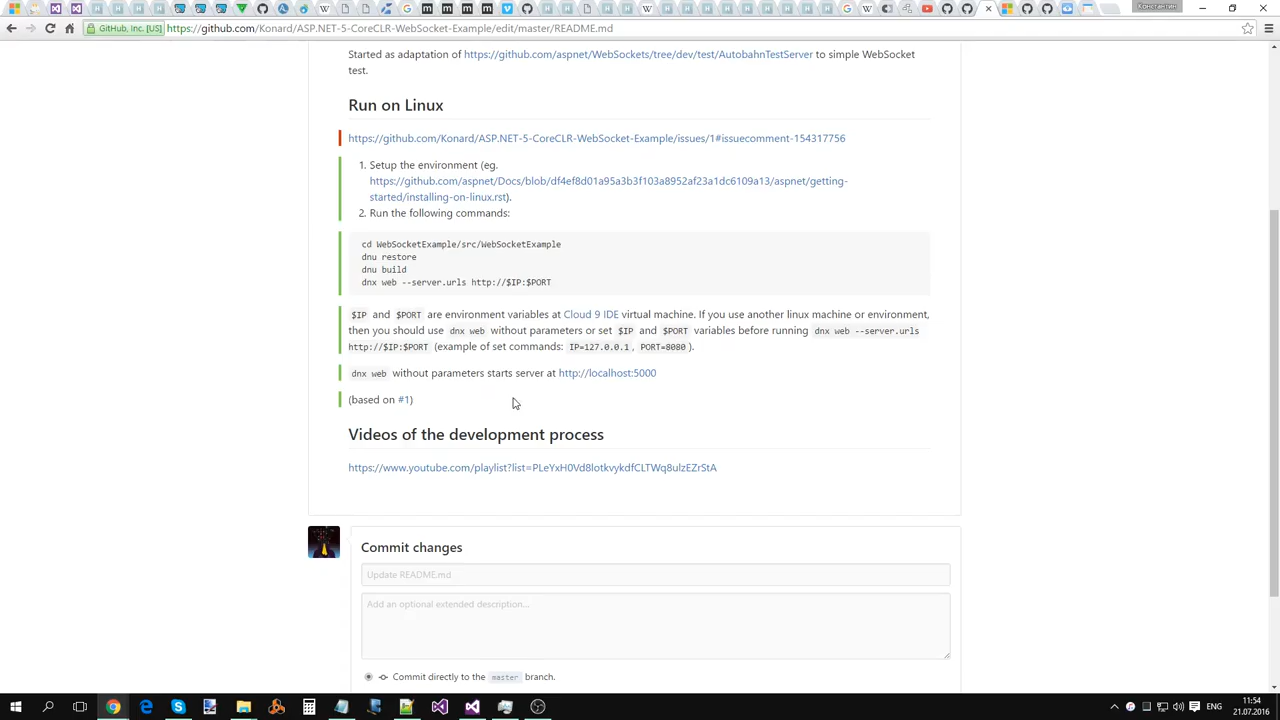 Константин
GitHub, Inc. [US]
https://github.com/Konard/ASP.NET-5-CoreCLR-WebSocket-Example/edit/master/README.md
Started as adaptation of https://github.com/aspnet/WebSockets/tree/dev/test/AutobahnTestServer to simple WebSocket
test.
Run on Linux
https://github.com/Konard/ASP.NET-5-CoreCLR-WebSocket-Example/issues/1#issuecomment-154317756
1. Setup the environment (eg.
https://github.com/aspnet/Docs/blob/df4ef8d01a95a3b3f103a8952af23a1dc6109a13/aspnet/getting-
started/installing-on-linux.rst).
2. Run the following commands:
cd WebSocketExample/src/WebSocketExample
dnu restore
dnu build
dnx web --server.urls http://$IP:$PORT
$IP and $PORT are environment variables at Cloud 9 IDE virtual machine. If you use another linux machine or environment,
then you should use dnx web without parameters or set $IP and $PORT variables before running dnx web --server.urls
http://$IP:$PORT (example of set commands: IP=127.0.0.1, PORT=8080).
dnx web without parameters starts server at http://localhost:5000
(based on #1)
Videos of the development process
https://www.youtube.com/playlist?list=PLeYxH0Vd8lotkvykdfCLTWq8ulzEZrStA
Commit changes
Update README.md
Add an optional extended description...
Commit directly to the master branch.
ENG
11:54
21.07.2016